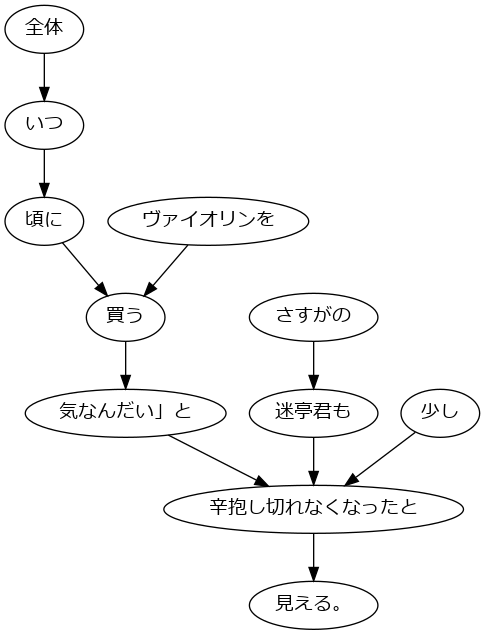 全体
いつ
頃に
ヴァイオリンを
買う
さすがの
気なんだい」と
迷亭君も
少し
辛抱し切れなくなったと
見える。